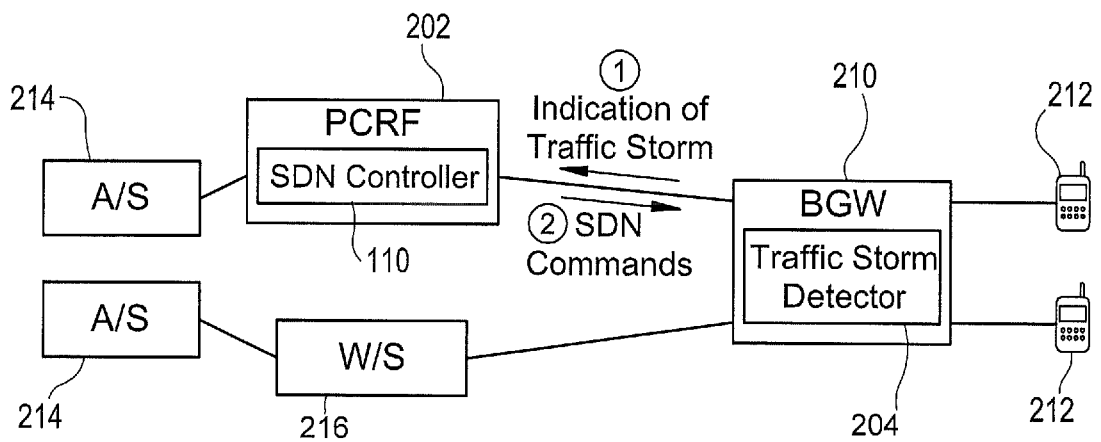 202
①
Indication of
Traffic Storm
210
212
214
PCRF
SDN Controller
A/S
BGW
② SDN
Commands
110
Traffic Storm
Detector
A/S
W/S
214
216
204
212